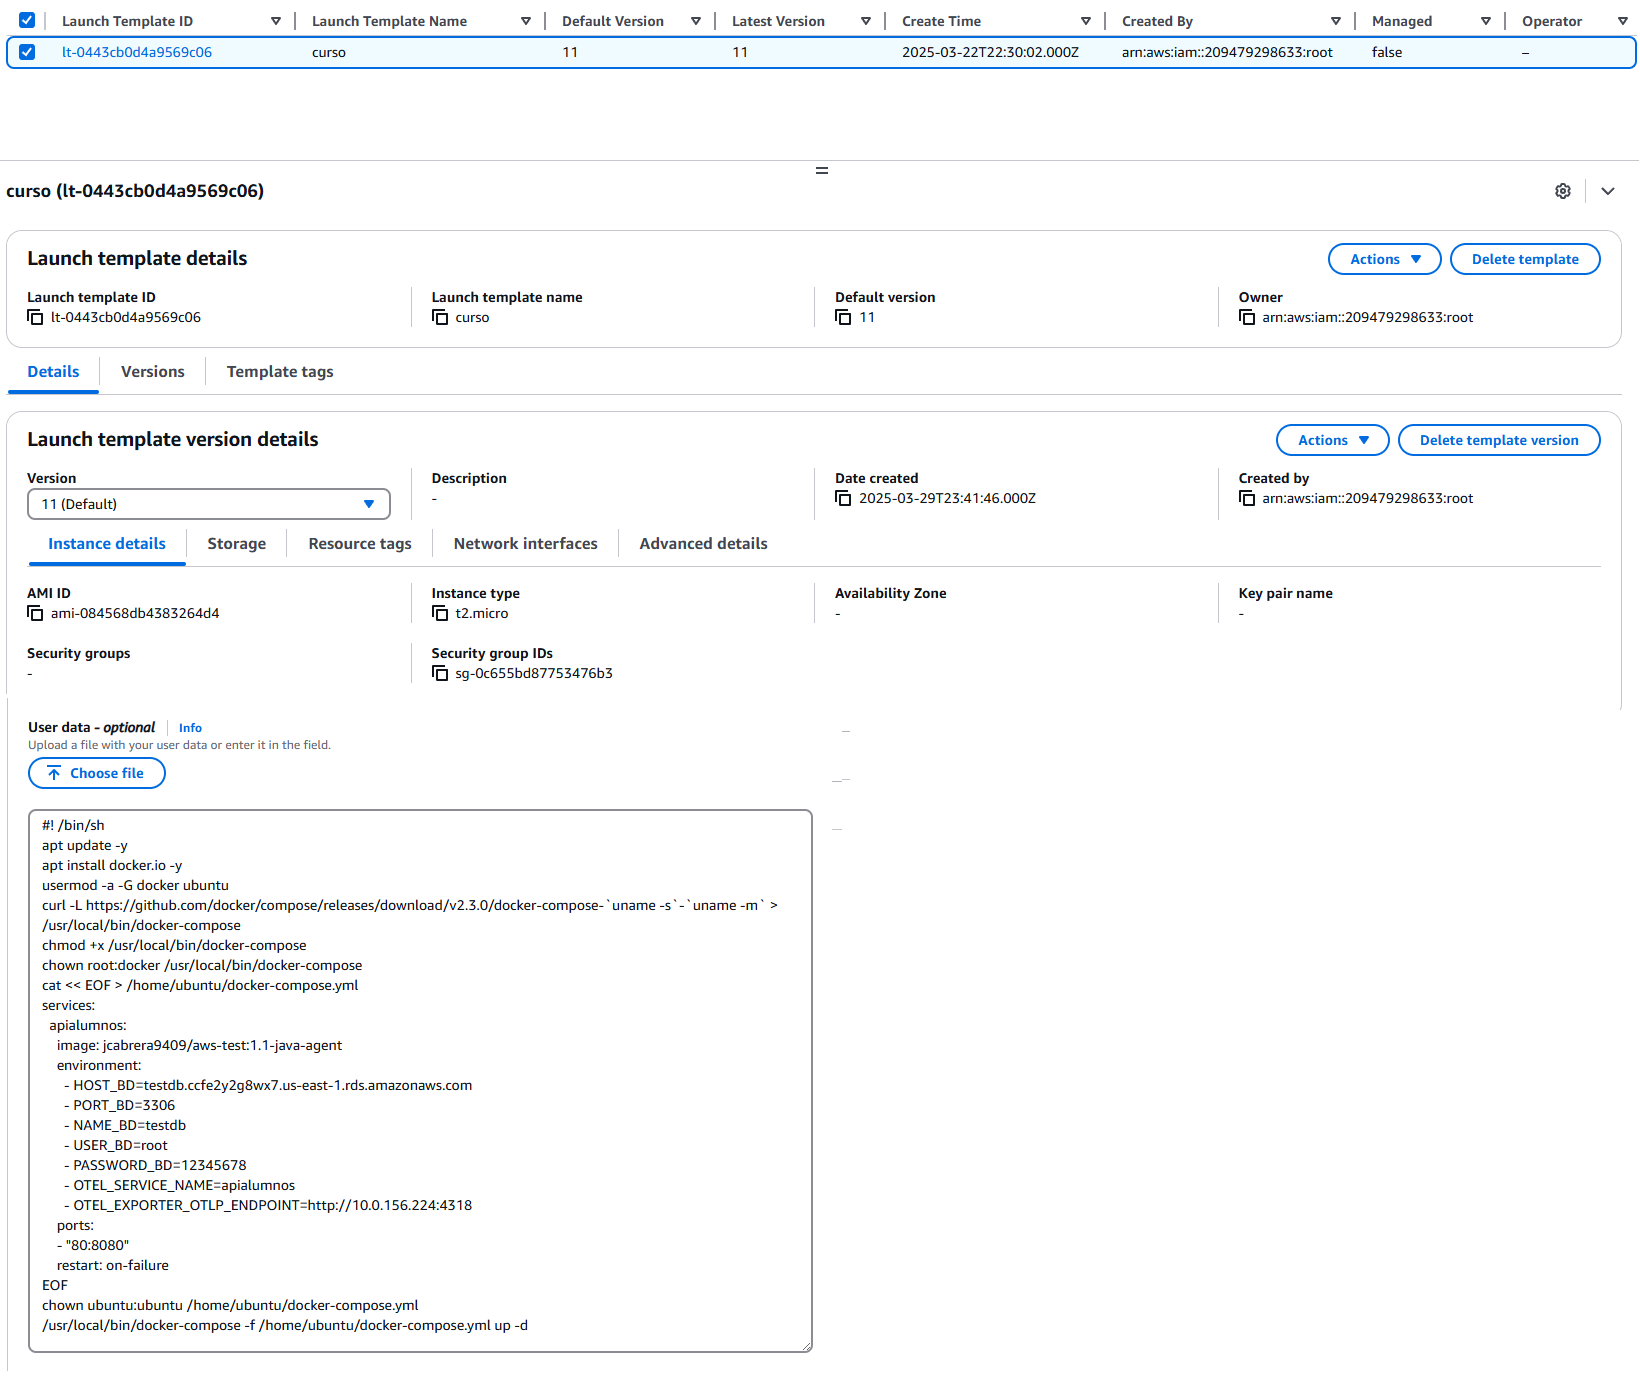 Launch Template ID Launch Template Name Default Version Latest Version Create Time Created By Managed Operator
lt-0443cb0d4a9569c06 curso 11 11 2025-03-22T22:30:02.000Z arn:aws:iam::209479298633:root false –
curso (lt-0443cb0d4a9569c06)
Launch template details
Actions Delete template
Launch template ID Launch template name Default version Owner
lt-0443cb0d4a9569c06 curso 11 arn:aws:iam::209479298633:root
Details Versions Template tags
Launch template version details
Actions Delete template version
Version Description Date created Created by
11 (Default) - 2025-03-29T23:41:46.000Z arn:aws:iam::209479298633:root
Instance details Storage Resource tags Network interfaces Advanced details
AMI ID Instance type Availability Zone Key pair name
ami-084568db4383264d4 t2.micro - -
Security groups Security group IDs
- sg-0c655bd87753476b3
User data - optional Info
Upload a file with your user data or enter it in the field.
Choose file
#! /bin/sh
apt update -y
apt install docker.io -y
usermod -a -G docker ubuntu
curl -L https://github.com/docker/compose/releases/download/v2.3.0/docker-compose-`uname -s`-`uname -m` >
/usr/local/bin/docker-compose
chmod +x /usr/local/bin/docker-compose
chown root:docker /usr/local/bin/docker-compose
cat << EOF > /home/ubuntu/docker-compose.yml
services:
  apialumnos:
    image: jcabrera9409/aws-test:1.1-java-agent
    environment:
      - HOST_BD=testdb.ccfe2y2g8wx7.us-east-1.rds.amazonaws.com
      - PORT_BD=3306
      - NAME_BD=testdb
      - USER_BD=root
      - PASSWORD_BD=12345678
      - OTEL_SERVICE_NAME=apialumnos
      - OTEL_EXPORTER_OTLP_ENDPOINT=http://10.0.156.224:4318
    ports:
    - "80:8080"
    restart: on-failure
EOF
chown ubuntu:ubuntu /home/ubuntu/docker-compose.yml
/usr/local/bin/docker-compose -f /home/ubuntu/docker-compose.yml up -d